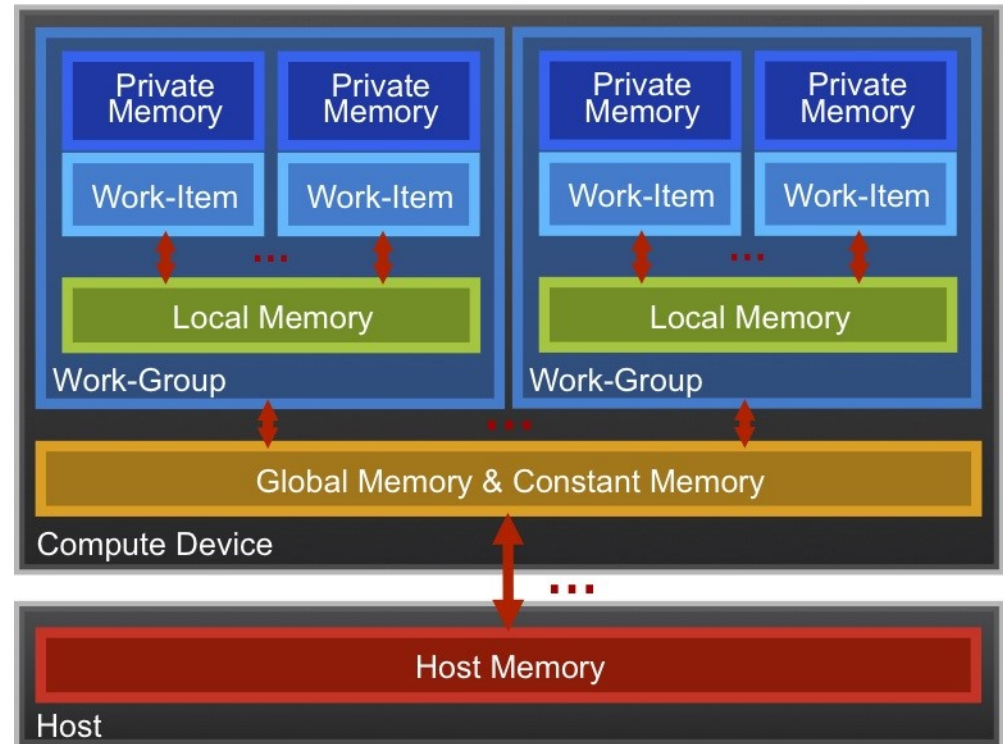 Private Memory
Private Memory
Private Memory
Private Memory
Work-Item
Work-Item
Work-Item
Work-Item
...
...
Local Memory
Local Memory
Work-Group
Work-Group
...
Global Memory & Constant Memory
Compute Device
...
Host Memory
Host